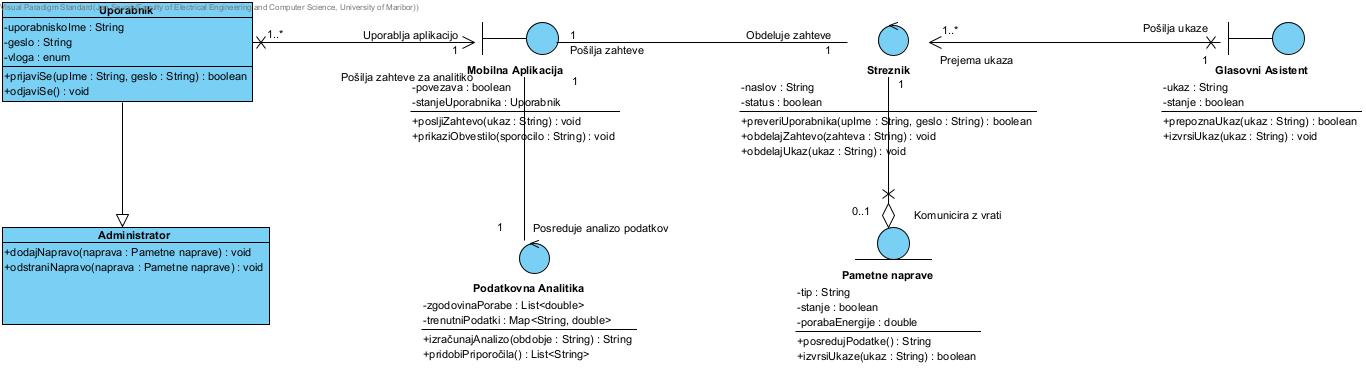 Visual Paradigm Standard( Faculty of Electrical Engineering and Computer Science, University of Maribor))
Uporabnik
-uporabniskoIme : String
-geslo : String
-vloga : enum
+prijaviSe(upIme : String, geslo : String) : boolean
+odjaviSe() : void
1..*
Uporablja aplikacijo
1
Mobilna Aplikacija
-povezava : boolean
-stanjeUporabnika : Uporabnik
+posljiZahtevo(ukaz : String) : void
+prikaziObvestilo(sporocilo : String) : void
1
Pošilja zahteve
Obdeluje zahteve
1
Streznik
-naslov : String
-status : boolean
+preveriUporabnika(upIme : String, geslo : String) : boolean
+obdelajZahtevo(zahteva : String) : void
+obdelajUkaz(ukaz : String) : void
1..*
Prejema ukaza
Pošilja ukaze
1
Glasovni Asistent
-ukaz : String
-stanje : boolean
+prepoznaUkaz(ukaz : String) : boolean
+izvrsiUkaz(ukaz : String) : void
Pošilja zahteve za analitiko
1
1
Posreduje analizo podatkov
1
0..1
Komunicira z vrati
Administrator
+dodajNapravo(naprava : Pametne naprave) : void
+odstraniNapravo(naprava : Pametne naprave) : void
Podatkovna Analitika
-zgodovinaPorabe : List<double>
-trenutniPodatki : Map<String, double>
+izračunajAnalizo(obdobje : String) : String
+pridobiPriporočila() : List<String>
Pametne naprave
-tip : String
-stanje : boolean
-porabaEnergije : double
+posredujPodatke() : String
+izvrsiUkaze(ukaz : String) : boolean